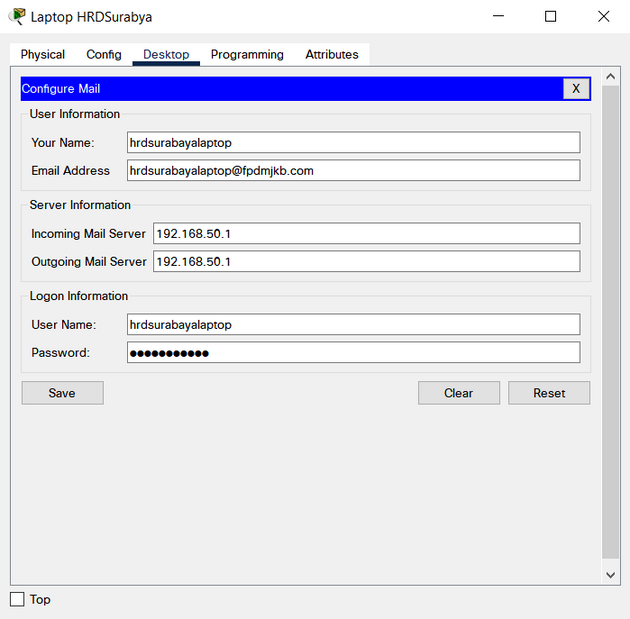 Laptop HRDSurabya
Physical Config Desktop Programming Attributes
Configure Mail X
User Information
Your Name: hrdsurabayalaptop
Email Address hrdsurabayalaptop@fpdmjkb.com
Server Information
Incoming Mail Server 192.168.50.1
Outgoing Mail Server 192.168.50.1
Logon Information
User Name: hrdsurabayalaptop
Password: ●●●●●●●●●●●
Save Clear Reset
Top